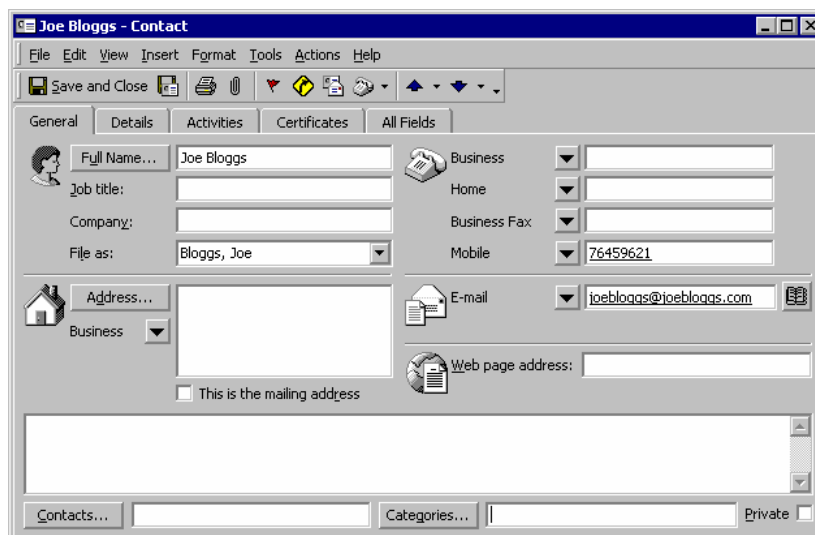 Joe Bloggs - Contact
File Edit View Insert Format Tools Actions Help
Save and Close
General Details Activities Certificates All Fields
Full Name... Joe Bloggs Business
Job title: Home
Company: Business Fax
File as: Bloggs, Joe Mobile 76459621
Address... E-mail joebloggs@joebloggs.com
Business
Web page address:
This is the mailing address
Contacts... Categories... Private